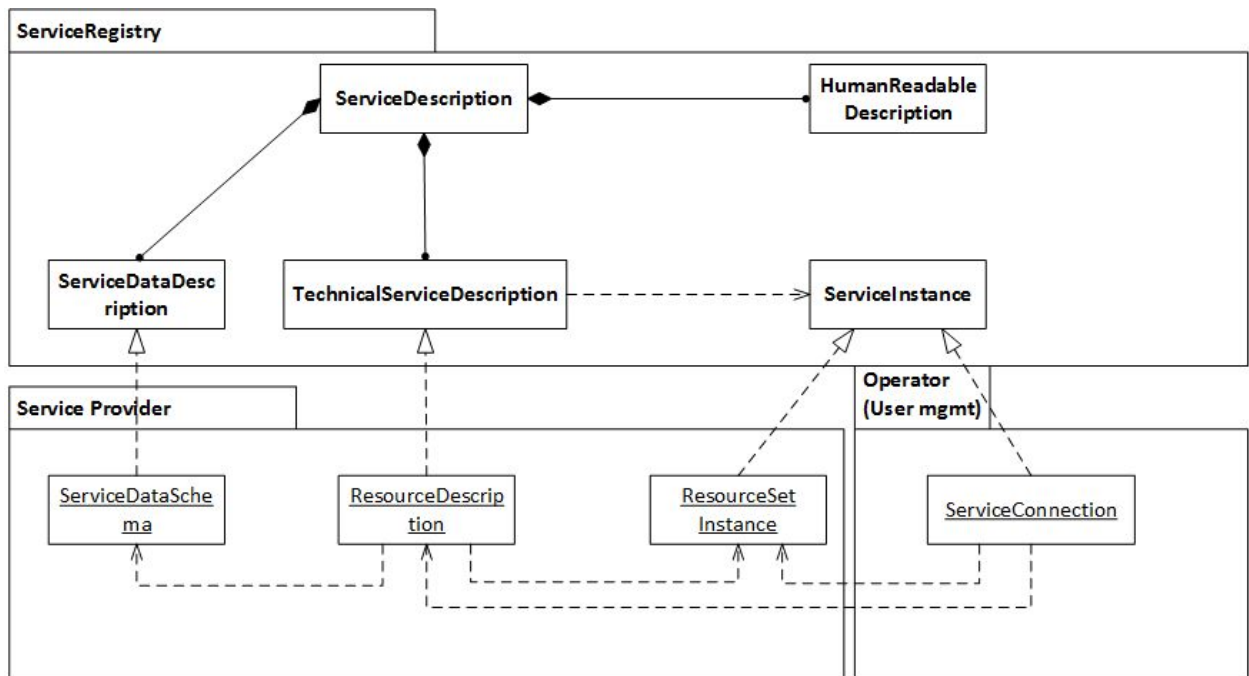 ServiceRegistry
ServiceDescription
HumanReadable
Description
ServiceDataDesc
ription
TechnicalServiceDescription
ServiceInstance
Service Provider
Operator
(User mgmt)
ServiceDataSche
ma
ResourceDescrip
tion
ResourceSet
Instance
ServiceConnection